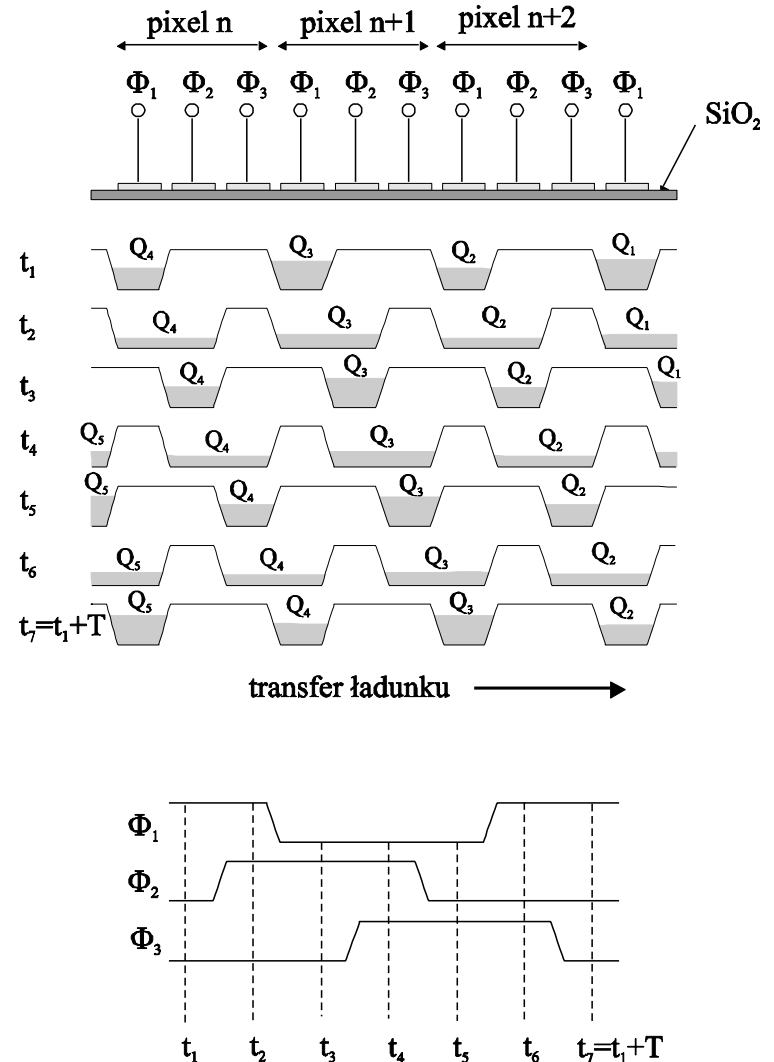 pixel n pixel n+1 pixel n+2
Φ₁ Φ₂ Φ₃ Φ₁ Φ₂ Φ₃ Φ₁ Φ₂ Φ₃ Φ₁
SiO₂
t₁ Q₄ Q₃ Q₂ Q₁
t₂ Q₄ Q₃ Q₂ Q₁
t₃ Q₄ Q₃ Q₂ Q₁
t₄ Q₅ Q₄ Q₃ Q₂
t₅ Q₅ Q₄ Q₃ Q₂
t₆ Q₅ Q₄ Q₃ Q₂
t₇=t₁+T Q₅ Q₄ Q₃ Q₂
transfer ładunku
Φ₁
Φ₂
Φ₃
t₁ t₂ t₃ t₄ t₅ t₆ t₇=t₁+T